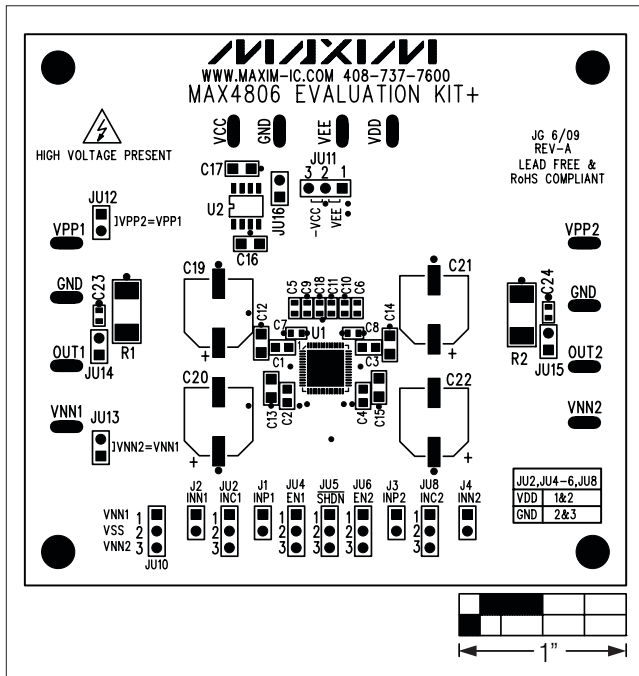 MAXIM
WWW.MAXIM-IC.COM 408-737-7600
MAX4806 EVALUATION KIT+
VCC GND VEE VDD
HIGH VOLTAGE PRESENT
JG 6/09
REV-A
LEAD FREE &
RoHS COMPLIANT
C17
JU11
3 2 1
U2
JU16
-VCC
VEE
C16
JU12
]VPP2=VPP1
VPP1
VPP2
GND
C23
R1
JU14
OUT1
C19
+
C12
C5 C9 C18 C11 C10 C6
C7
U1
C8
C14
C1
1
C3
C21
+
GND
C24
R2
JU15
OUT2
C20
+
C13
C2
C4
C15
C22
+
VNN1
JU13
]VNN2=VNN1
VNN2
J2
INN1
JU2
INC1
J1
INP1
JU4
EN1
JU5
SHDN
JU6
EN2
J3
INP2
JU8
INC2
J4
INN2
VNN1 1
VSS 2
VNN2 3
JU10
1
2
3
1
2
3
1
2
3
1
2
3
1
2
3
JU2,JU4-6,JU8
VDD 1&2
GND 2&3
1"